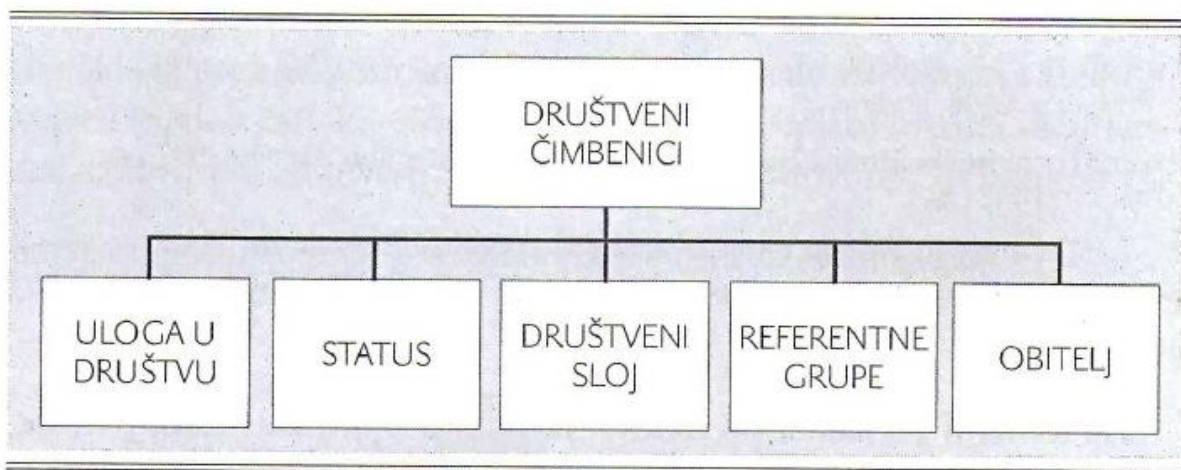 DRUŠTVENI
ČIMBENICI
ULOGA U
DRUŠTVU
STATUS
DRUŠTVENI
SLOJ
REFERENTNE
GRUPE
OBITELJ